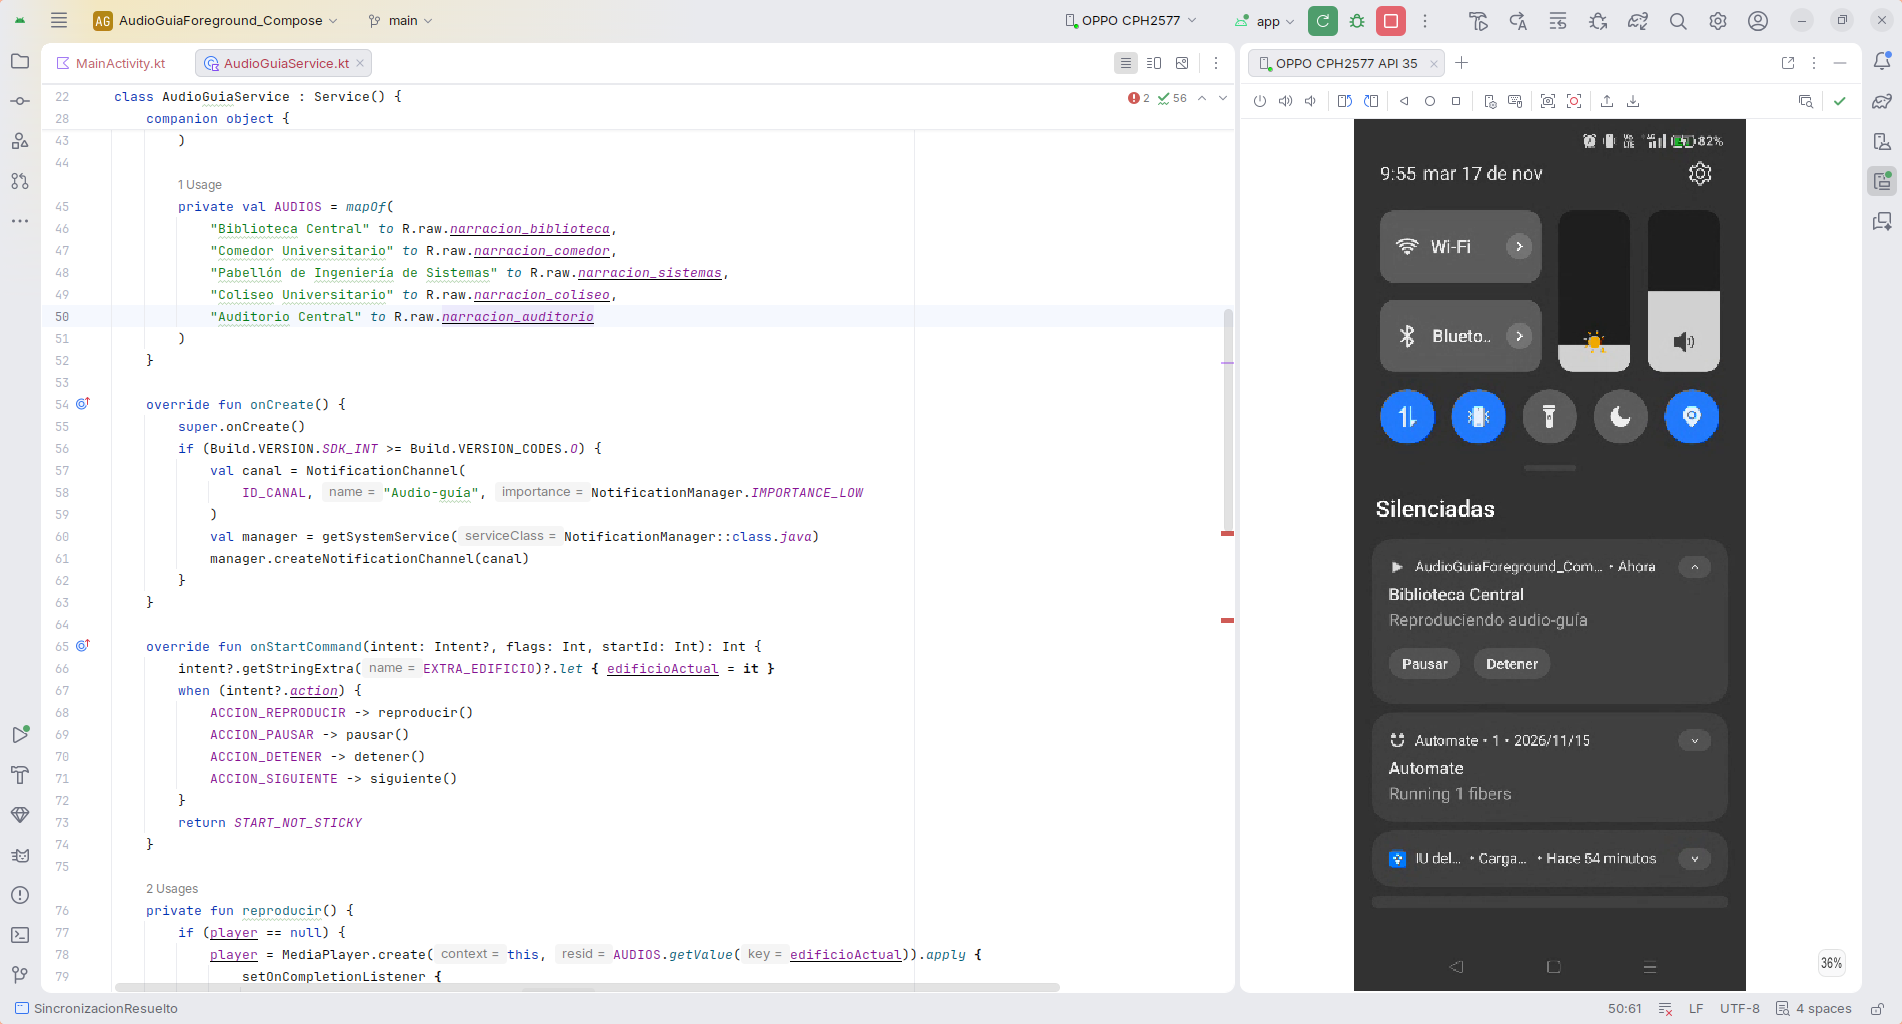 AG AudioGuiaForeground_Compose main OPPO CPH2577 app
MainActivity.kt AudioGuiaService.kt
2 56
22 class AudioGuiaService : Service() {
28 companion object {
43 )
44
1 Usage
45 private val AUDIOS = mapOf(
46 "Biblioteca Central" to R.raw.narracion_biblioteca,
47 "Comedor Universitario" to R.raw.narracion_comedor,
48 "Pabellón de Ingeniería de Sistemas" to R.raw.narracion_sistemas,
49 "Coliseo Universitario" to R.raw.narracion_coliseo,
50 "Auditorio Central" to R.raw.narracion_auditorio
51 )
52 }
53
54 override fun onCreate() {
55 super.onCreate()
56 if (Build.VERSION.SDK_INT >= Build.VERSION_CODES.O) {
57 val canal = NotificationChannel(
58 ID_CANAL, name = "Audio-guía", importance = NotificationManager.IMPORTANCE_LOW
59 )
60 val manager = getSystemService( serviceClass = NotificationManager::class.java)
61 manager.createNotificationChannel(canal)
62 }
63 }
64
65 override fun onStartCommand(intent: Intent?, flags: Int, startId: Int): Int {
66 intent?.getStringExtra( name = EXTRA_EDIFICIO)?.let { edificioActual = it }
67 when (intent?.action) {
68 ACCION_REPRODUCIR -> reproducir()
69 ACCION_PAUSAR -> pausar()
70 ACCION_DETENER -> detener()
71 ACCION_SIGUIENTE -> siguiente()
72 }
73 return START_NOT_STICKY
74 }
75
2 Usages
76 private fun reproducir() {
77 if (player == null) {
78 player = MediaPlayer.create( context = this, resid = AUDIOS.getValue( key = edificioActual)).apply {
79 setOnCompletionListener {
OPPO CPH2577 API 35
82%
9:55 mar 17 de nov
Wi-Fi
Blueto..
Silenciadas
AudioGuiaForeground_Com... • Ahora
Biblioteca Central
Reproduciendo audio-guía
Pausar Detener
Automate • 1 • 2026/11/15
Automate
Running 1 fibers
IU del... • Carga... • Hace 54 minutos
36%
SincronizacionResuelto 50:61 LF UTF-8 4 spaces